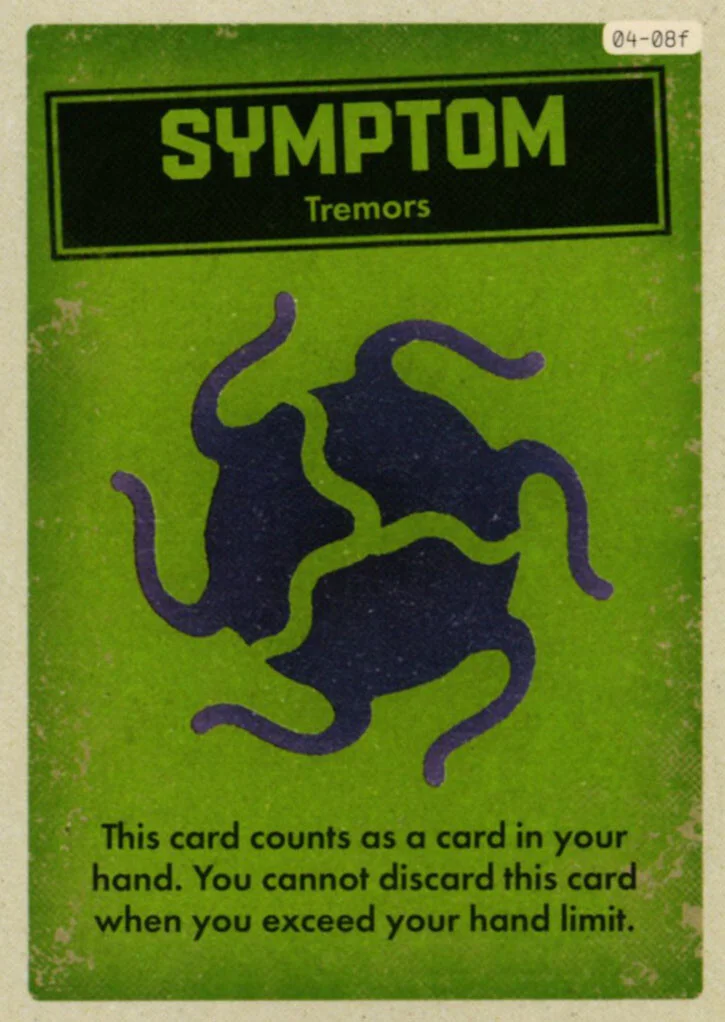 04-08f
SYMPTOM
Tremors
This card counts as a card in your
hand. You cannot discard this card
when you exceed your hand limit.